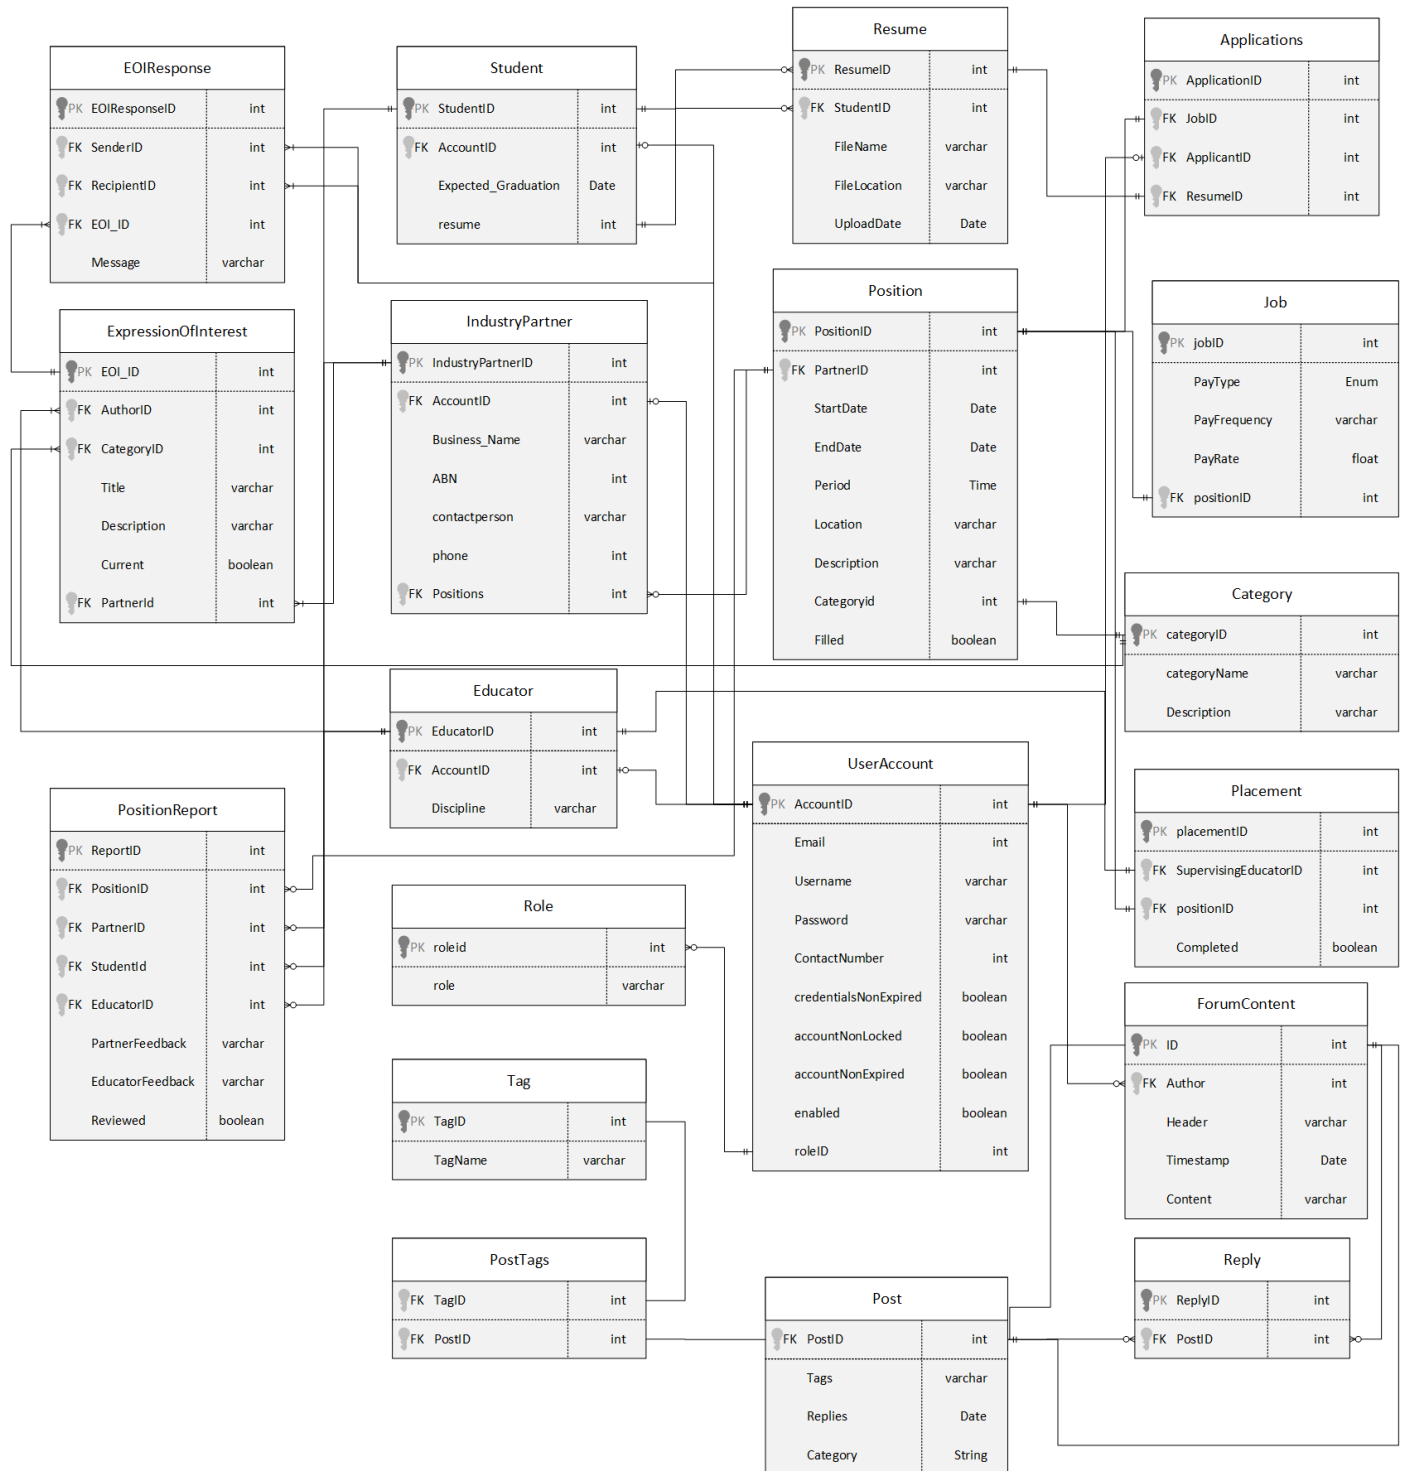 EOIResponse
PK EOIResponseID int
FK SenderID int
FK RecipientID int
FK EOI_ID int
Message varchar
Student
PK StudentID int
FK AccountID int
Expected_Graduation Date
resume int
Resume
PK ResumeID int
FK StudentID int
FileName varchar
FileLocation varchar
UploadDate Date
Applications
PK ApplicationID int
FK JobID int
FK ApplicantID int
FK ResumeID int
ExpressionOfInterest
PK EOI_ID int
FK AuthorID int
FK CategoryID int
Title varchar
Description varchar
Current boolean
FK PartnerId int
IndustryPartner
PK IndustryPartnerID int
FK AccountID int
Business_Name varchar
ABN int
contactperson varchar
phone int
FK Positions int
Position
PK PositionID int
FK PartnerID int
StartDate Date
EndDate Date
Period Time
Location varchar
Description varchar
Categoryid int
Filled boolean
Job
PK jobID int
PayType Enum
PayFrequency varchar
PayRate float
FK positionID int
Category
PK categoryID int
categoryName varchar
Description varchar
Educator
PK EducatorID int
FK AccountID int
Discipline varchar
UserAccount
PK AccountID int
Email int
Username varchar
Password varchar
ContactNumber int
credentialsNonExpired boolean
accountNonLocked boolean
accountNonExpired boolean
enabled boolean
roleID int
Placement
PK placementID int
FK SupervisingEducatorID int
FK positionID int
Completed boolean
PositionReport
PK ReportID int
FK PositionID int
FK PartnerID int
FK StudentId int
FK EducatorID int
PartnerFeedback varchar
EducatorFeedback varchar
Reviewed boolean
Role
PK roleid int
role varchar
ForumContent
PK ID int
FK Author int
Header varchar
Timestamp Date
Content varchar
Tag
PK TagID int
TagName varchar
PostTags
FK TagID int
FK PostID int
Post
FK PostID int
Tags varchar
Replies Date
Category String
Reply
PK ReplyID int
FK PostID int